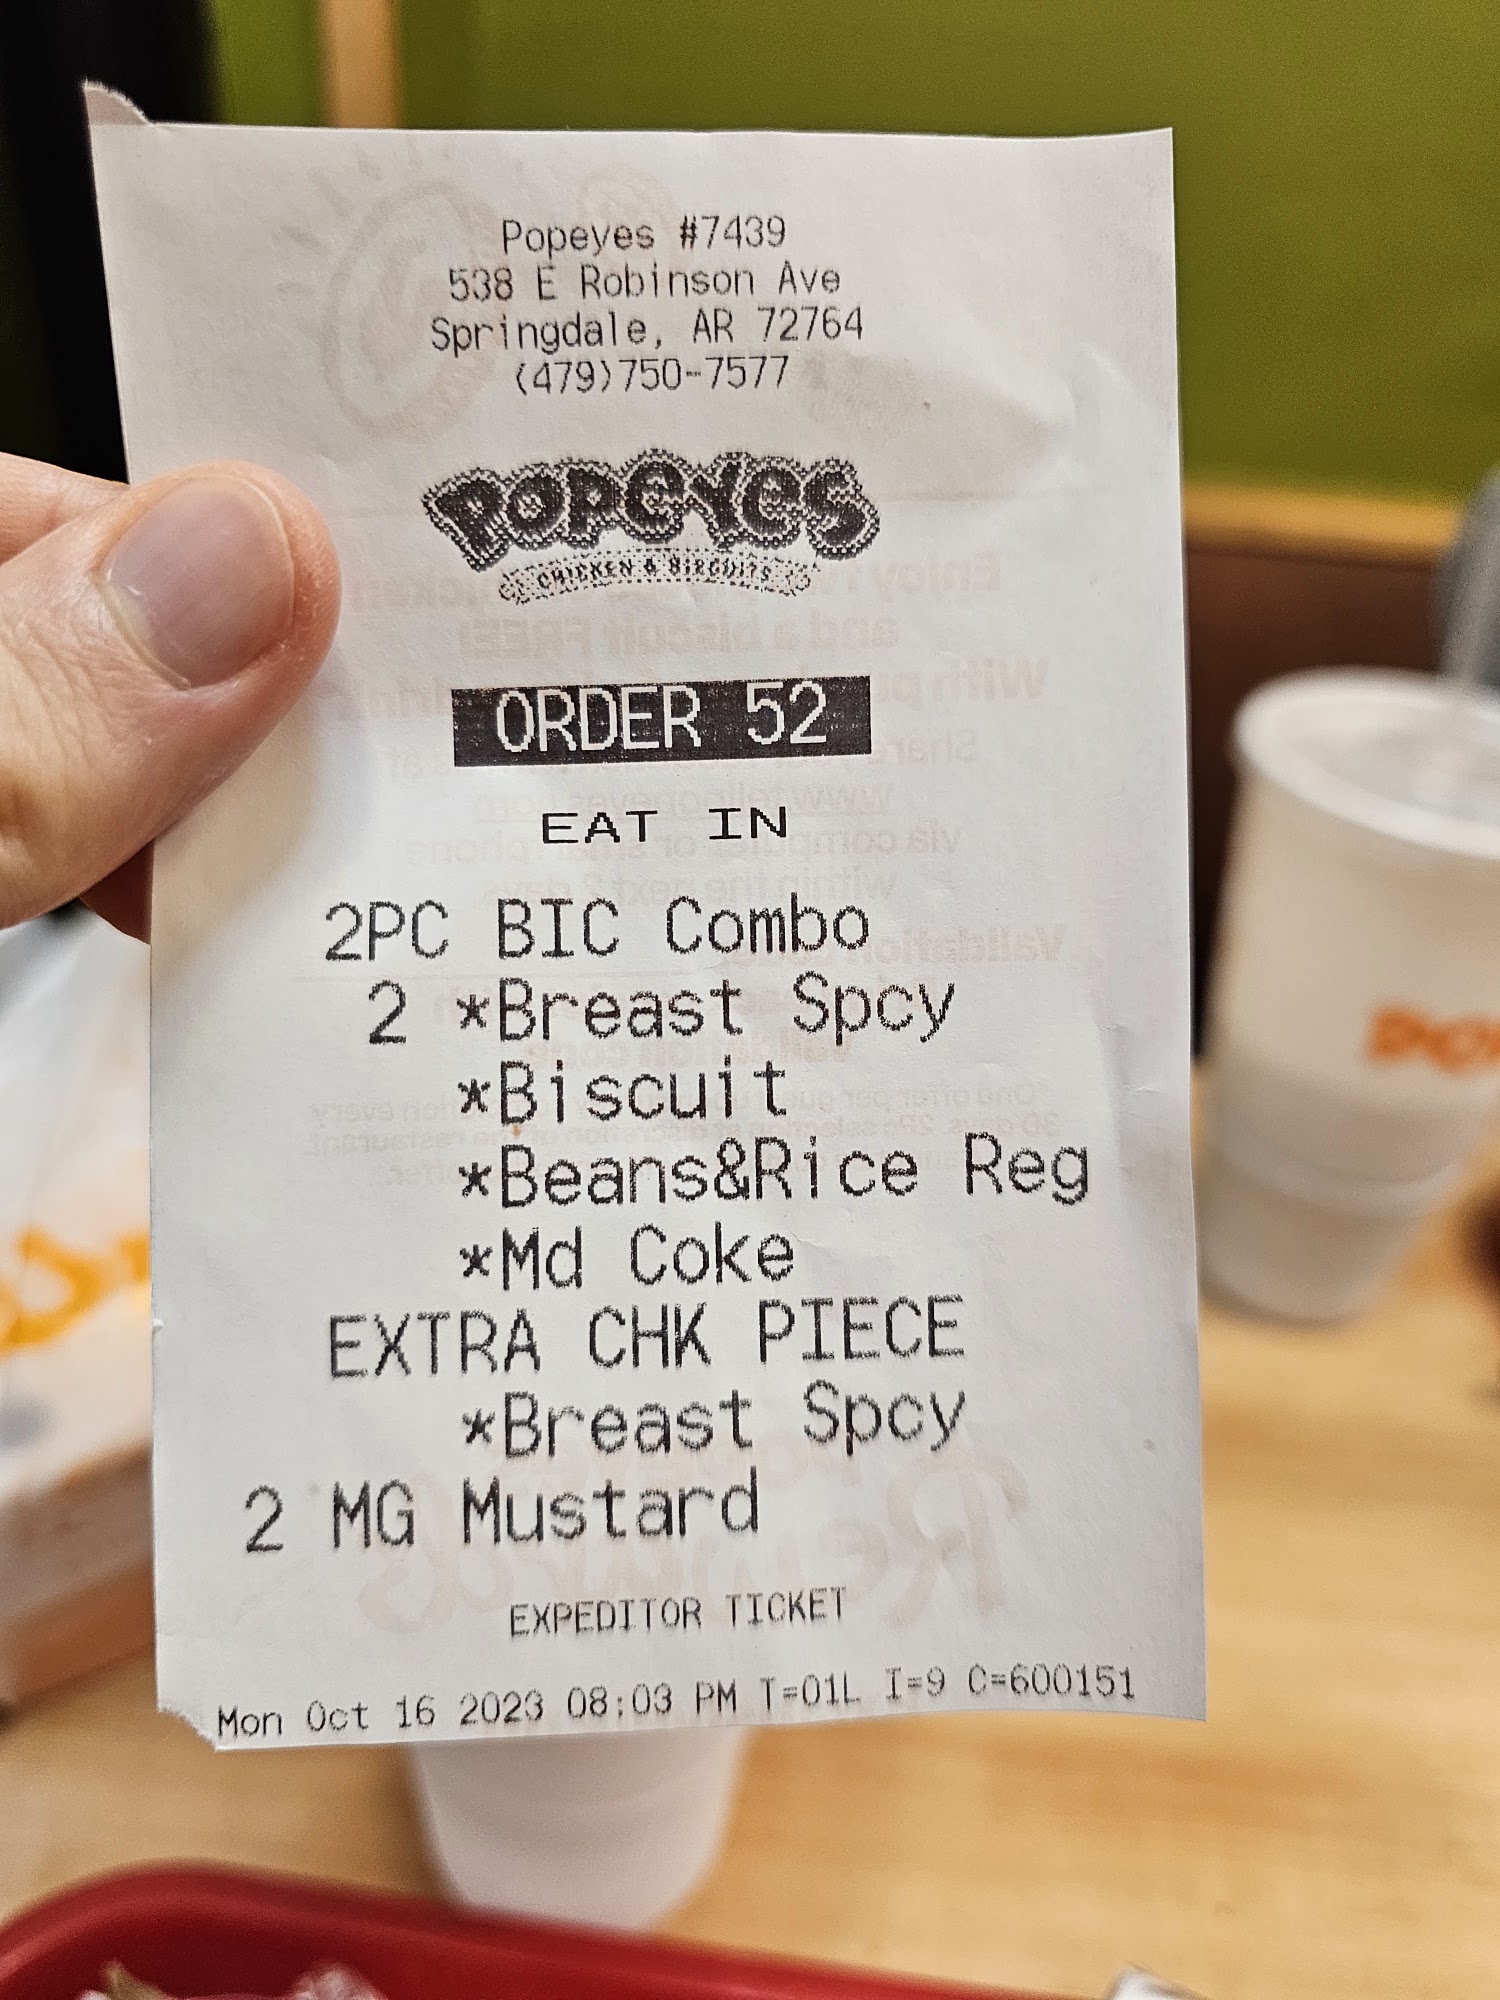 Popeyes #7439
538 E Robinson Ave
Springdale, AR 72764
(479)750-7577
POPEYES
CHICKEN & BISCUITS
ORDER 52
EAT IN
2PC BIC Combo
2 *Breast Spcy
*Biscuit
*Beans&Rice Reg
*Md Coke
EXTRA CHK PIECE
*Breast Spcy
2 MG Mustard
EXPEDITOR TICKET
Mon Oct 16 2023 08:03 PM T=01L I=9 C=600151